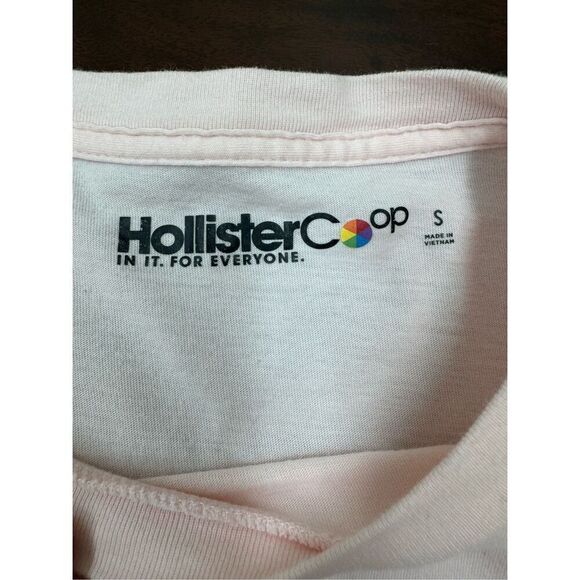 HollisterCoop
IN IT. FOR EVERYONE.
S
MADE IN
VIETNAM